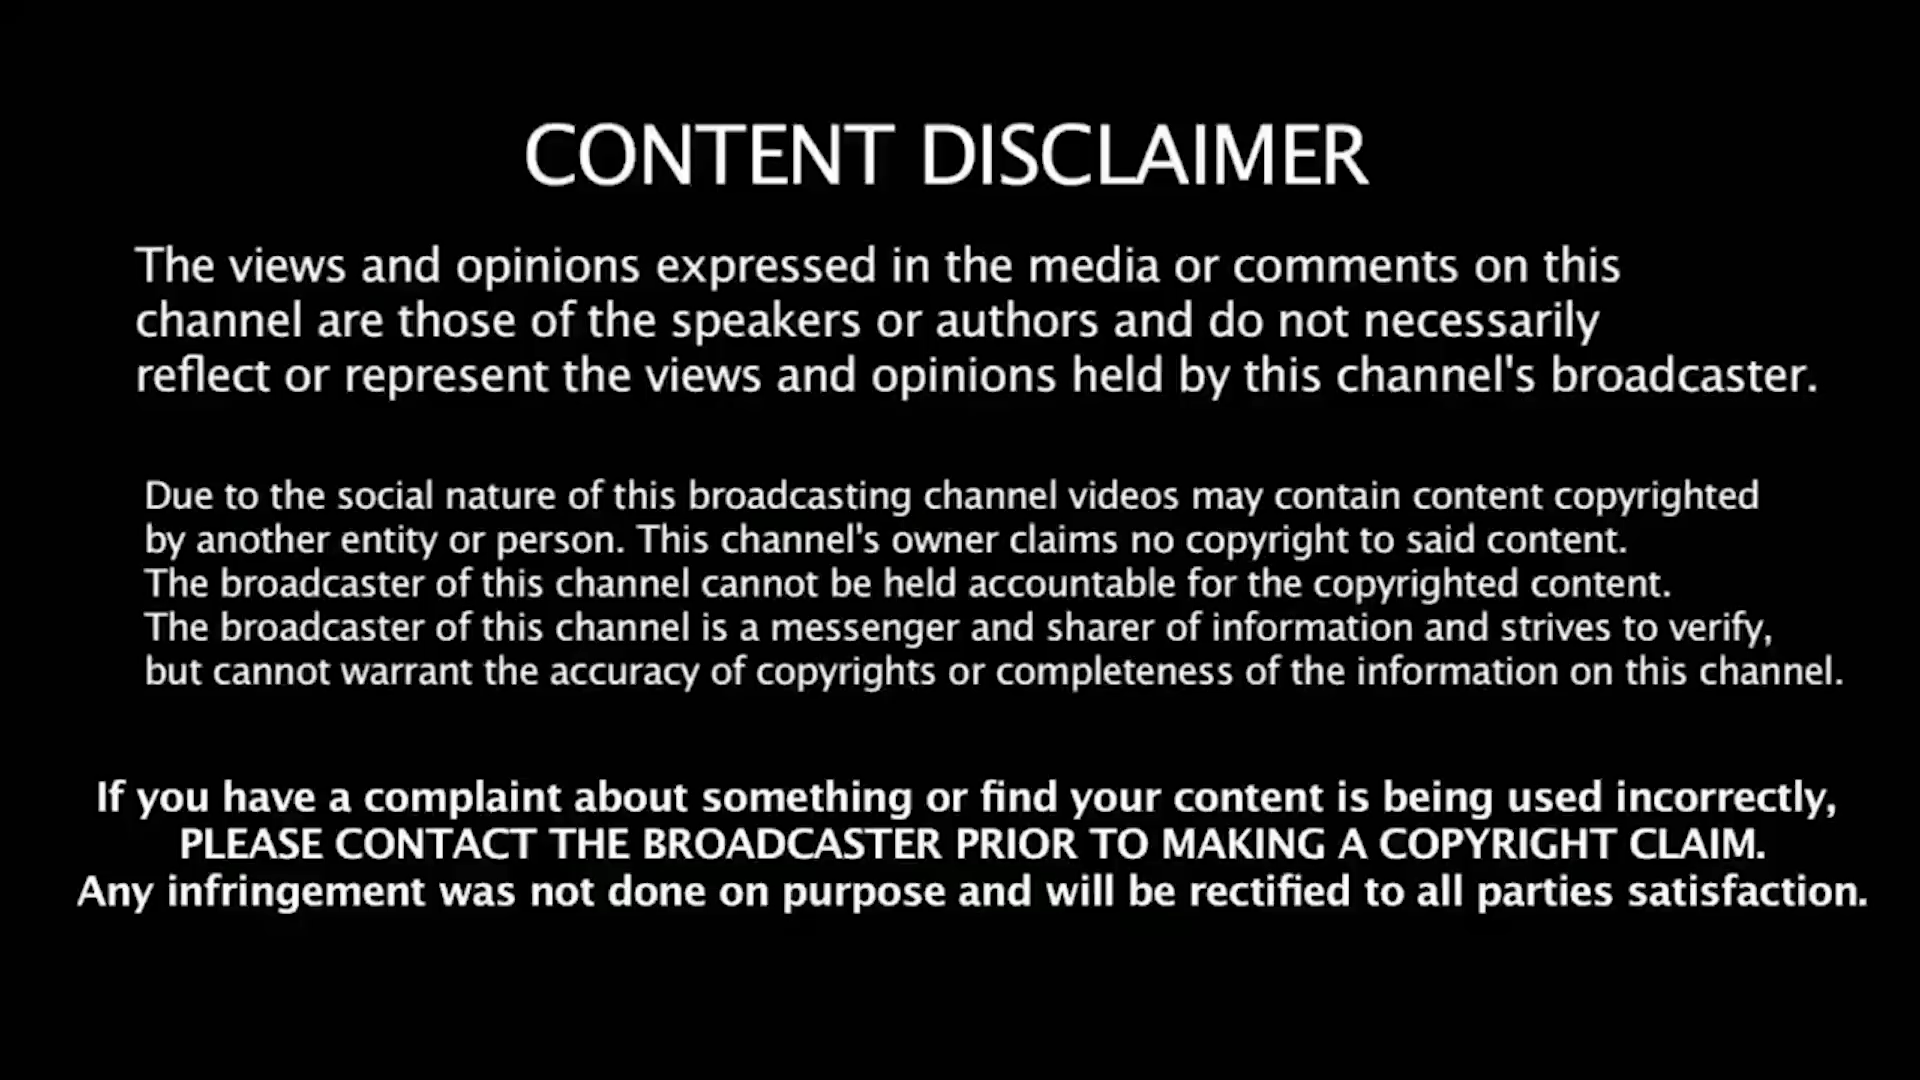 CONTENT DISCLAIMER
The views and opinions expressed in the media or comments on this
channel are those of the speakers or authors and do not necessarily
reflect or represent the views and opinions held by this channel's broadcaster.
Due to the social nature of this broadcasting channel videos may contain content copyrighted
by another entity or person. This channel's owner claims no copyright to said content.
The broadcaster of this channel cannot be held accountable for the copyrighted content.
The broadcaster of this channel is a messenger and sharer of information and strives to verify,
but cannot warrant the accuracy of copyrights or completeness of the information on this channel.
If you have a complaint about something or find your content is being used incorrectly,
PLEASE CONTACT THE BROADCASTER PRIOR TO MAKING A COPYRIGHT CLAIM.
Any infringement was not done on purpose and will be rectified to all parties satisfaction.